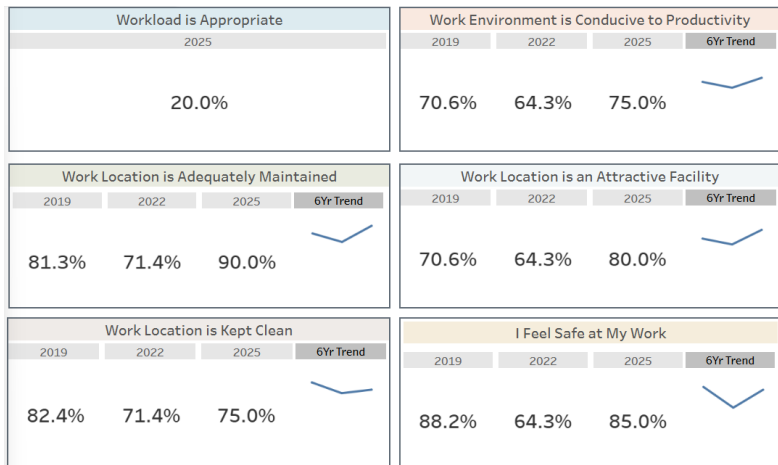 Workload is Appropriate
2025
20.0%
Work Environment is Conducive to Productivity
2019 2022 2025 6Yr Trend
70.6% 64.3% 75.0%
Work Location is Adequately Maintained
2019 2022 2025 6Yr Trend
81.3% 71.4% 90.0%
Work Location is an Attractive Facility
2019 2022 2025 6Yr Trend
70.6% 64.3% 80.0%
Work Location is Kept Clean
2019 2022 2025 6Yr Trend
82.4% 71.4% 75.0%
I Feel Safe at My Work
2019 2022 2025 6Yr Trend
88.2% 64.3% 85.0%